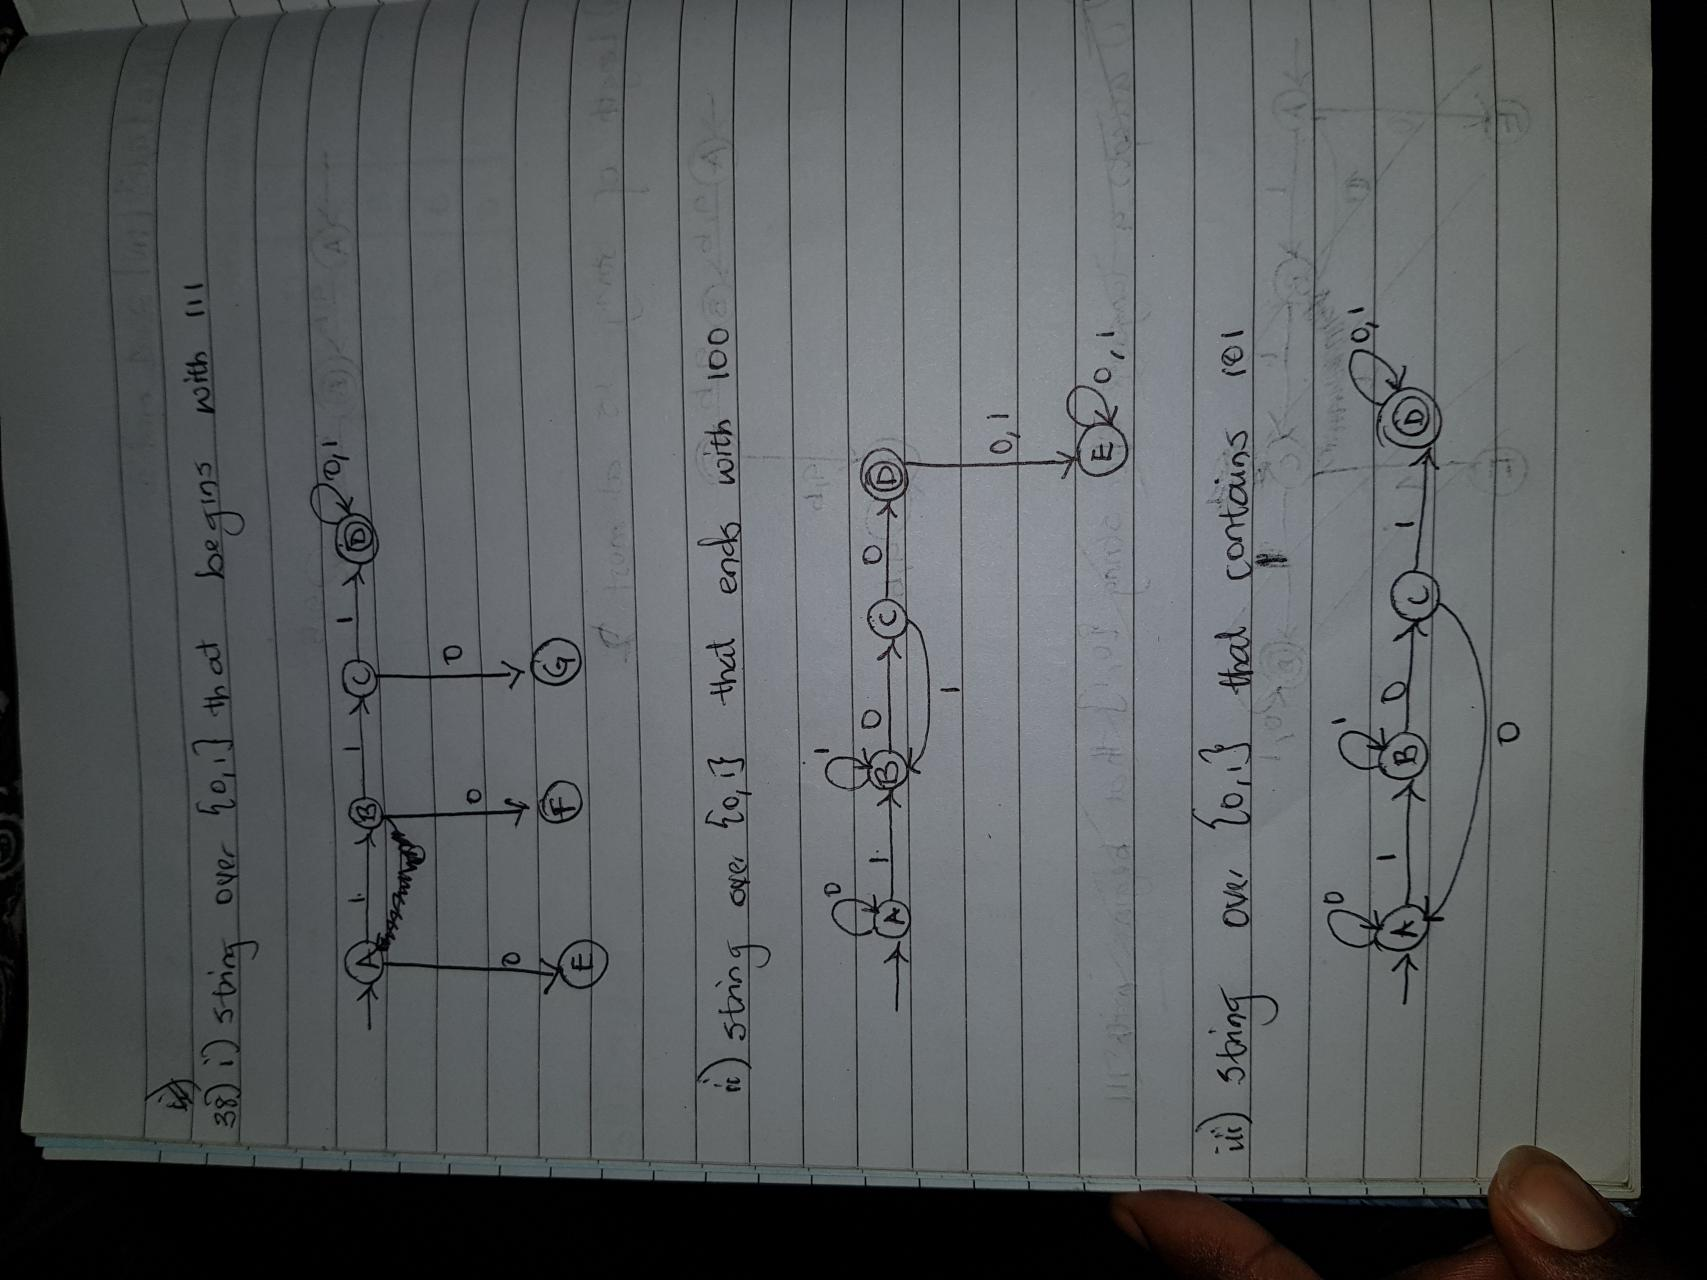 38) i) string over {0,1} that begins with 111
A 1 B 1 C 1 D 0,1
0 0 0
E F G
ii) string over {0,1} that ends with 100
0 1
A 1 B 0 C 0 D
1
0,1
E 0,1
iii) string over {0,1} that contains 101
0 1 0,1
A 1 B 0 C 1 D
0